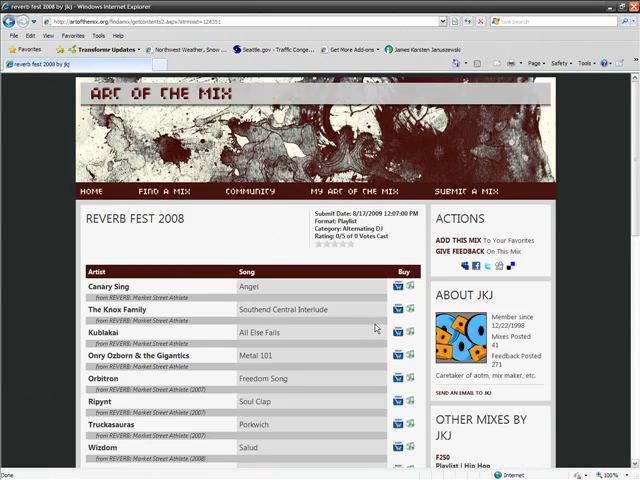 reverb fest 2008 by jkj - Windows Internet Explorer
http://artofthemix.org/findamix/getcontents2.aspx?strmixid=124351
Live Search
File Edit View Favorites Tools Help
Favorites Transformr Updates Northwest Weather, Snow ... Seattle.gov - Traffic Conge... Get More Add-ons James Karsten Januszewski
reverb fest 2008 by jkj
Page Safety Tools
ART OF THE MIX
HOME FIND A MIX COMMUNITY MY ART OF THE MIX SUBMIT A MIX
REVERB FEST 2008
Submit Date: 8/17/2009 12:07:00 PM
Format: Playlist
Category: Alternating DJ
Rating: 0/5 of 0 Votes Cast
Artist Song Buy
Canary Sing Angel
from REVERB: Market Street Athlete
The Knox Family Southend Central Interlude
from REVERB: Market Street Athlete
Kublakai All Else Fails
from REVERB: Market Street Athlete
Onry Ozborn & the Gigantics Metal 101
from REVERB: Market Street Athlete
Orbitron Freedom Song
from REVERB: Market Street Athlete (2007)
Ripynt Soul Clap
from REVERB: Market Street Athlete (2007)
Truckasauras Porkwich
from REVERB: Market Street Athlete (2007)
Wizdom Salud
from REVERB: Market Street Athlete (2008)
ACTIONS
ADD THIS MIX To Your Favorites
GIVE FEEDBACK On This Mix
ABOUT JKJ
Member since
12/22/1998
Mixes Posted
41
Feedback Posted
271
Caretaker of aotm, mix maker, etc.
SEND AN EMAIL TO JKJ
OTHER MIXES BY
JKJ
F250
Playlist | Hip Hop
Done
Internet
100%